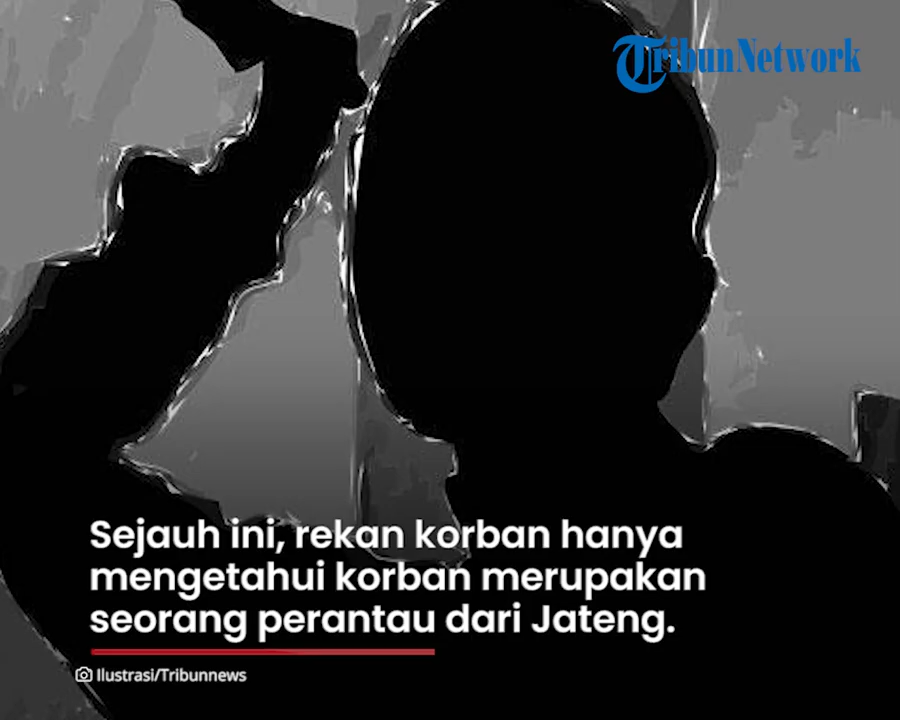 TribunNetwork
Sejauh ini, rekan korban hanya
mengetahui korban merupakan
seorang perantau dari Jateng.
Ilustrasi/Tribunnews